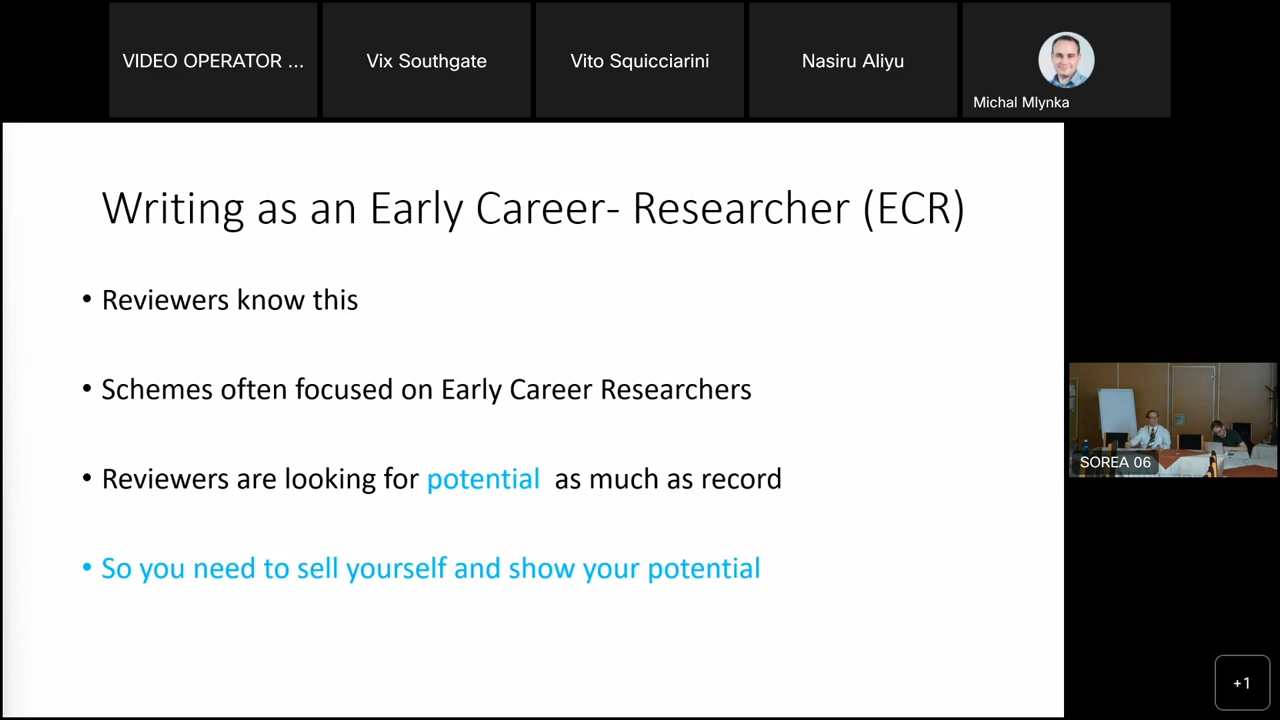 VIDEO OPERATOR ...
Vix Southgate
Vito Squicciarini
Nasiru Aliyu
Michal Mlynka
Writing as an Early Career- Researcher (ECR)
• Reviewers know this
• Schemes often focused on Early Career Researchers
• Reviewers are looking for potential as much as record
• So you need to sell yourself and show your potential
SOREA 06
+1